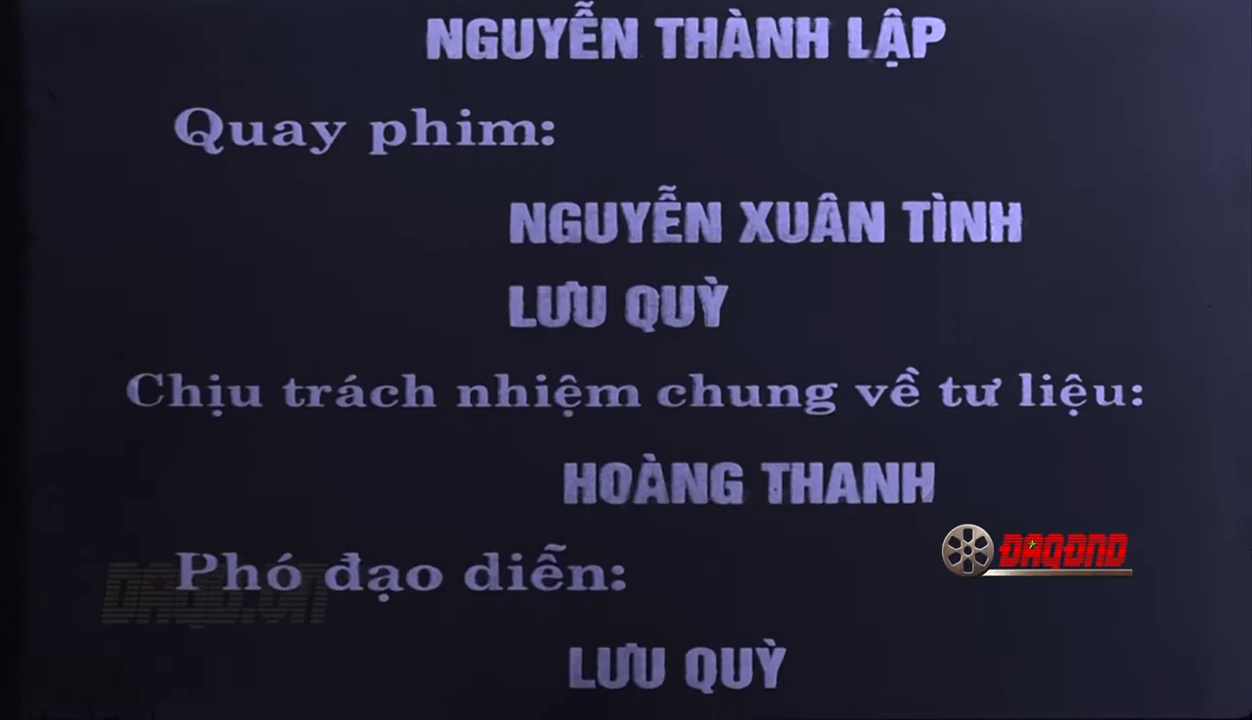 NGUYỄN THÀNH LẬP
Quay phim:
NGUYỄN XUÂN TÌNH
LƯU QUỲ
Chịu trách nhiệm chung về tư liệu:
HOÀNG THANH
ĐAQĐND
Phó đạo diễn:
LƯU QUỲ